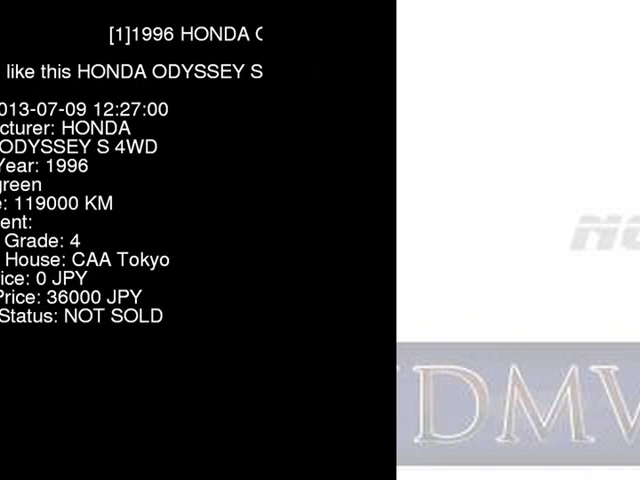 [1]1996 HONDA
like this HONDA ODYSSEY S
013-07-09 12:27:00
cturer: HONDA
ODYSSEY S 4WD
Year: 1996
green
: 119000 KM
ent:
Grade: 4
House: CAA Tokyo
ice: 0 JPY
Price: 36000 JPY
Status: NOT SOLD
DMV